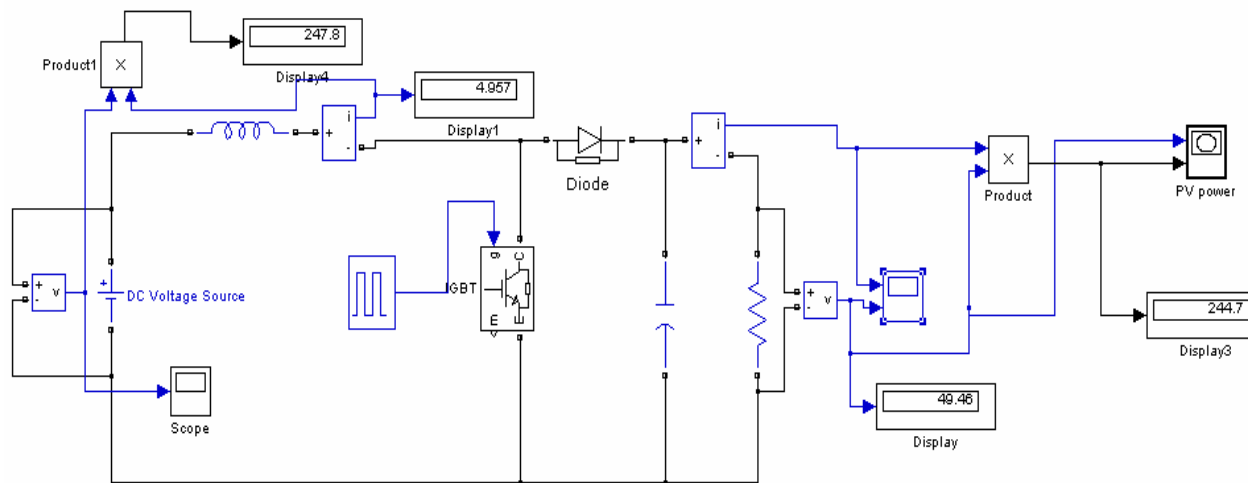 247.8
Product1
X
Display4
4.957
Display1
i
+
-
Diode
i
+
-
X
Product
PV power
+
-
v
+
DC Voltage Source
g
C
IGBT
E
m
+
-
v
244.7
Display3
Scope
49.46
Display